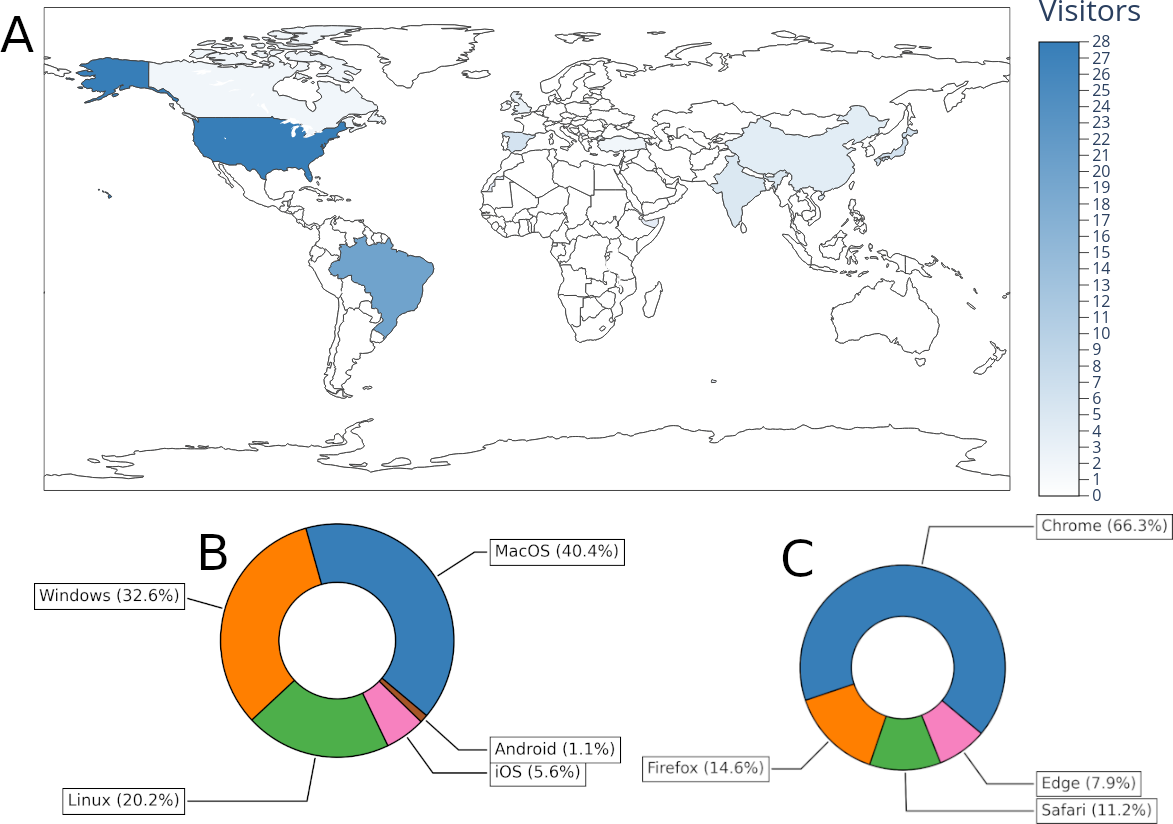 A
Visitors
28
27
26
25
24
23
22
21
20
19
18
17
16
15
14
13
12
11
10
9
8
7
6
5
4
3
2
1
0
B
MacOS (40.4%)
Windows (32.6%)
Android (1.1%)
iOS (5.6%)
Linux (20.2%)
C
Chrome (66.3%)
Firefox (14.6%)
Edge (7.9%)
Safari (11.2%)